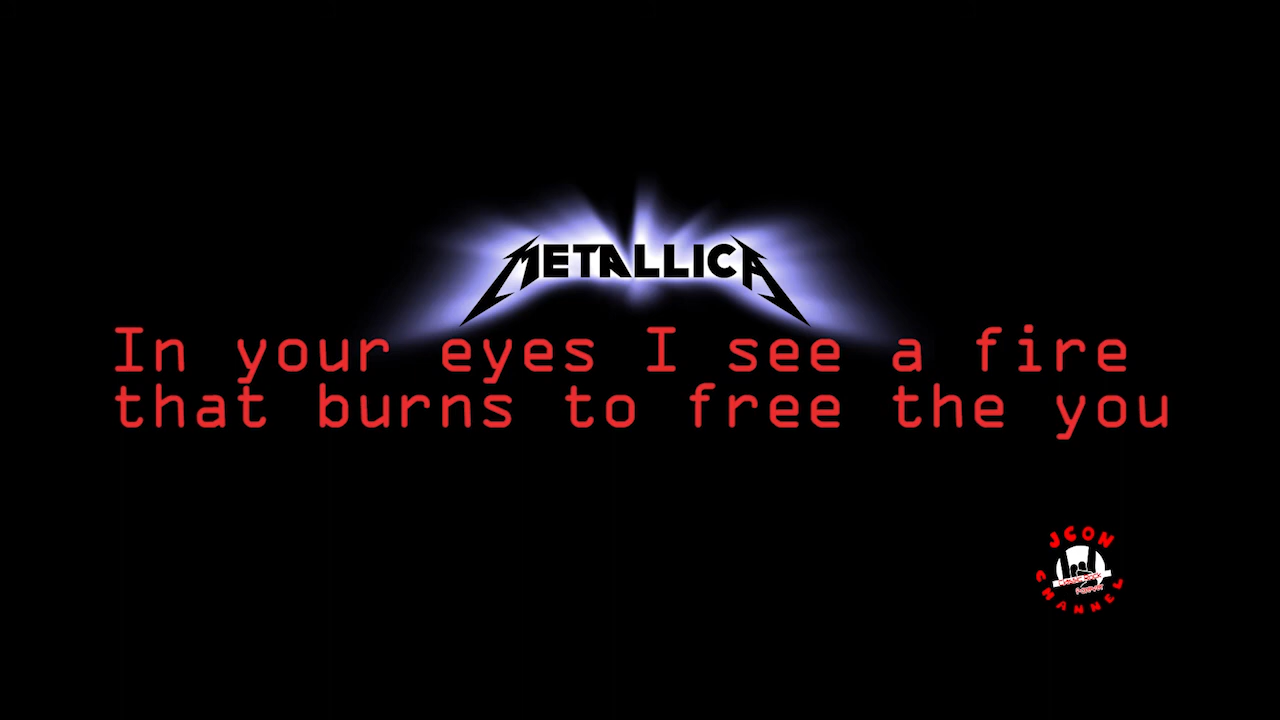 METALLICA
In your eyes I see a fire
that burns to free the you
JCON
CHANNEL